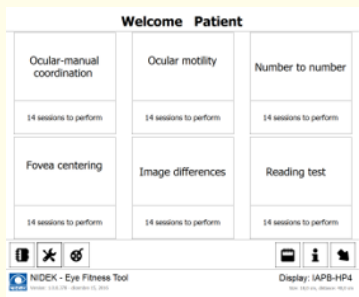 Welcome Patient
Ocular-manual
coordination
Ocular motility
Number to number
14 sessions to perform
14 sessions to perform
14 sessions to perform
Fovea centering
Image differences
Reading test
14 sessions to perform
14 sessions to perform
14 sessions to perform
NIDEK - Eye Fitness Tool
Display: IAPB-HP4